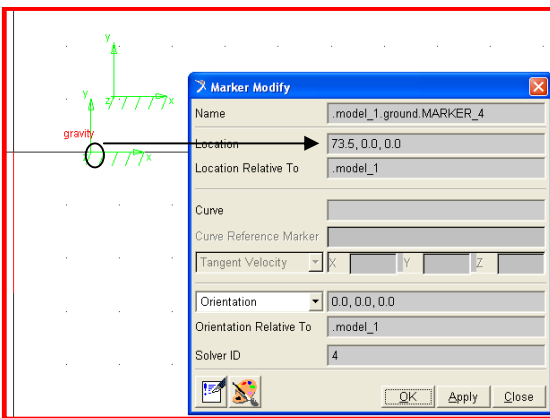 y
z
x
y
gravity
z
x
Marker Modify
Name .model_1.ground.MARKER_4
Location 73.5, 0.0, 0.0
Location Relative To .model_1
Curve
Curve Reference Marker
Tangent Velocity X Y Z
Orientation 0.0, 0.0, 0.0
Orientation Relative To .model_1
Solver ID 4
OK Apply Close